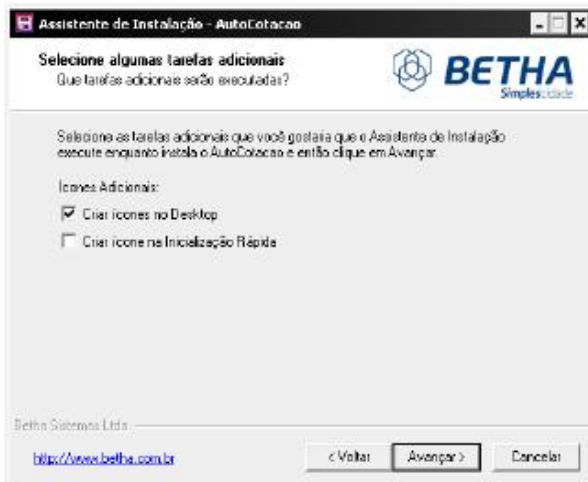 Assistente de Instalação - AutoCotacao
Selecione algumas tarefas adicionais
Que tarefas adicionais serão executadas?
BETHA
Simplescidade
Selecione as tarefas adicionais que você gostaria que o Assistente de Instalação
execute enquanto instala o AutoCotacao e então clique em Avançar.
Ícones Adicionais:
Criar ícones no Desktop
Criar ícone na Inicialização Rápida
Betha Sistemas Ltda
http://www.betha.com.br
< Voltar
Avançar >
Cancelar